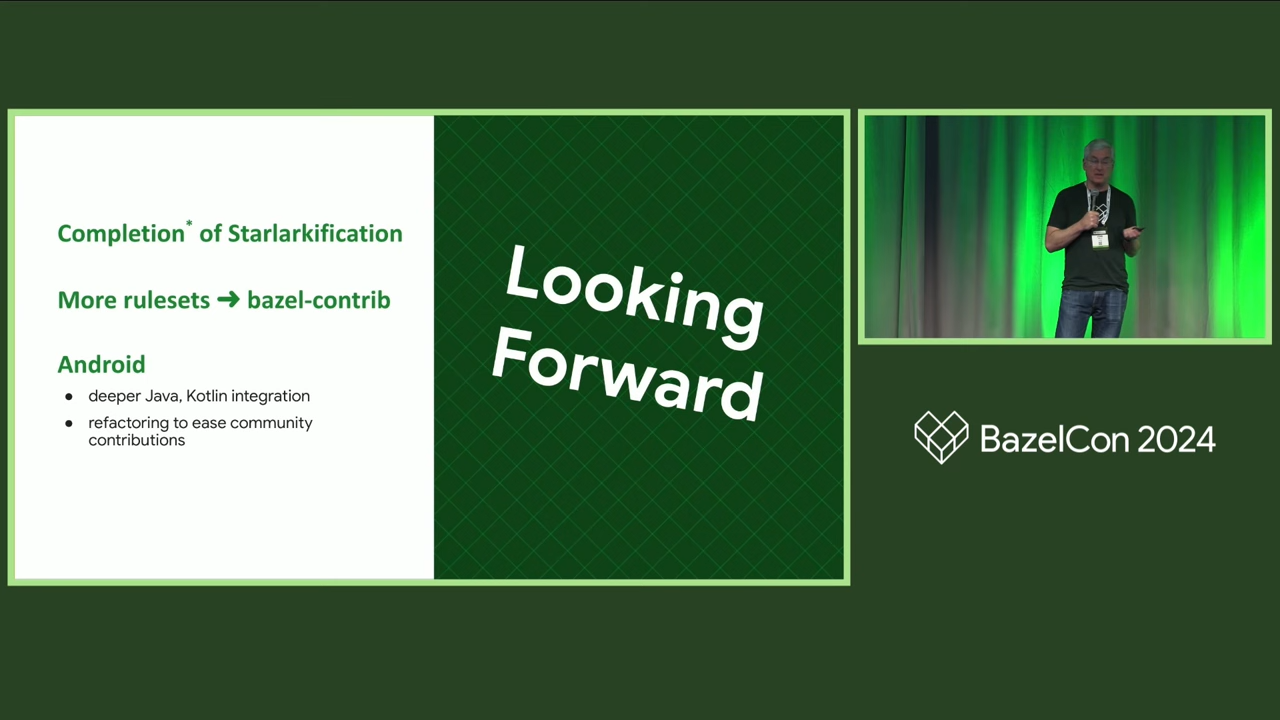 Completion* of Starlarkification
More rulesets ➜ bazel-contrib
Android
● deeper Java, Kotlin integration
● refactoring to ease community
contributions
Looking
Forward
BazelCon 2024